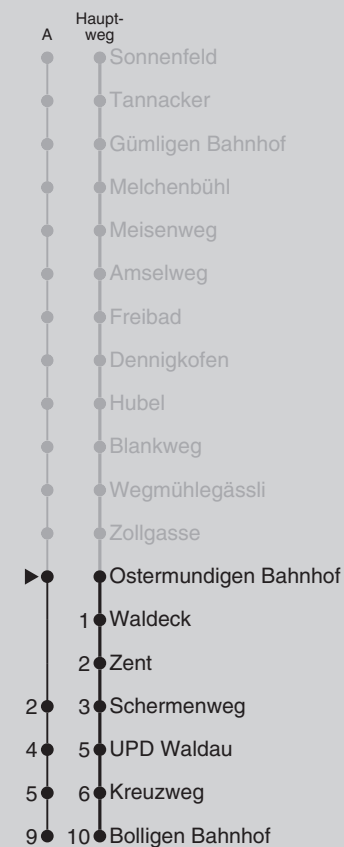 A Haupt-
weg
Sonnenfeld
Tannacker
Gümligen Bahnhof
Melchenbühl
Meisenweg
Amselweg
Freibad
Dennigkofen
Hubel
Blankweg
Wegmühlegässli
Zollgasse
Ostermundigen Bahnhof
1 Waldeck
2 Zent
2 3 Schermenweg
4 5 UPD Waldau
5 6 Kreuzweg
9 10 Bolligen Bahnhof